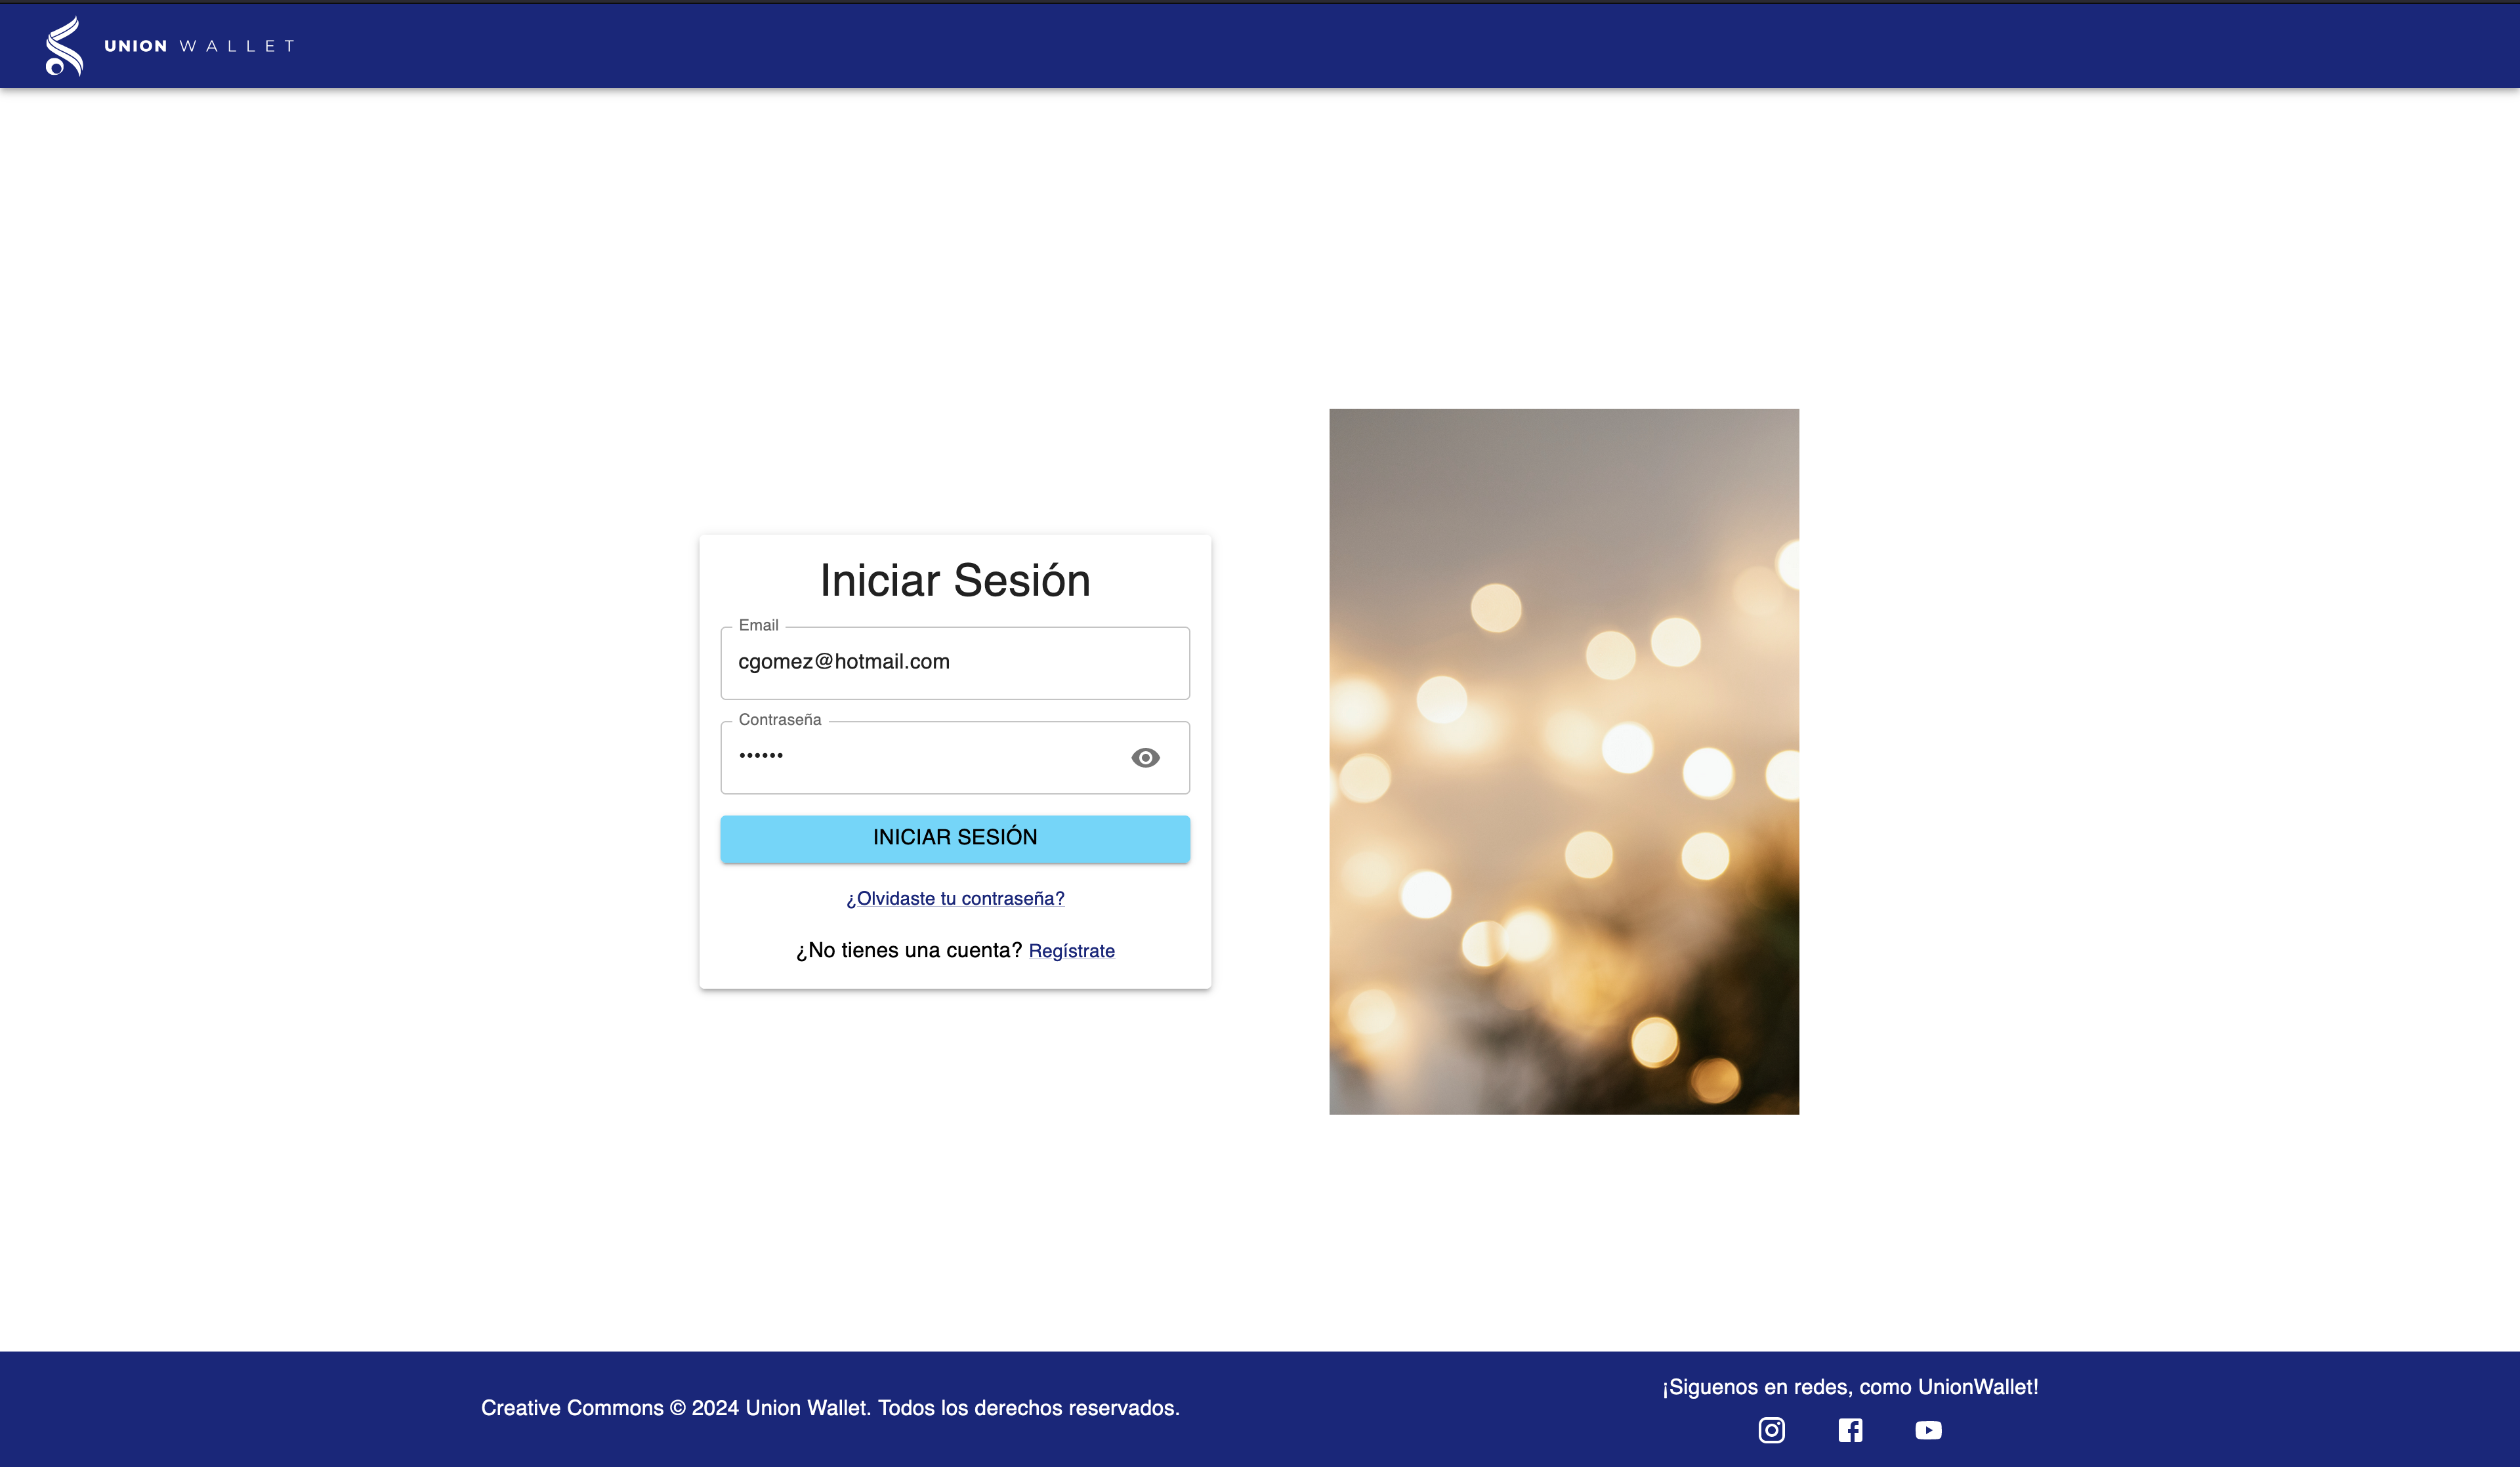 UNION WALLET
Iniciar Sesión
Email
cgomez@hotmail.com
Contraseña
••••••
INICIAR SESIÓN
¿Olvidaste tu contraseña?
¿No tienes una cuenta? Regístrate
Creative Commons © 2024 Union Wallet. Todos los derechos reservados.
¡Siguenos en redes, como UnionWallet!